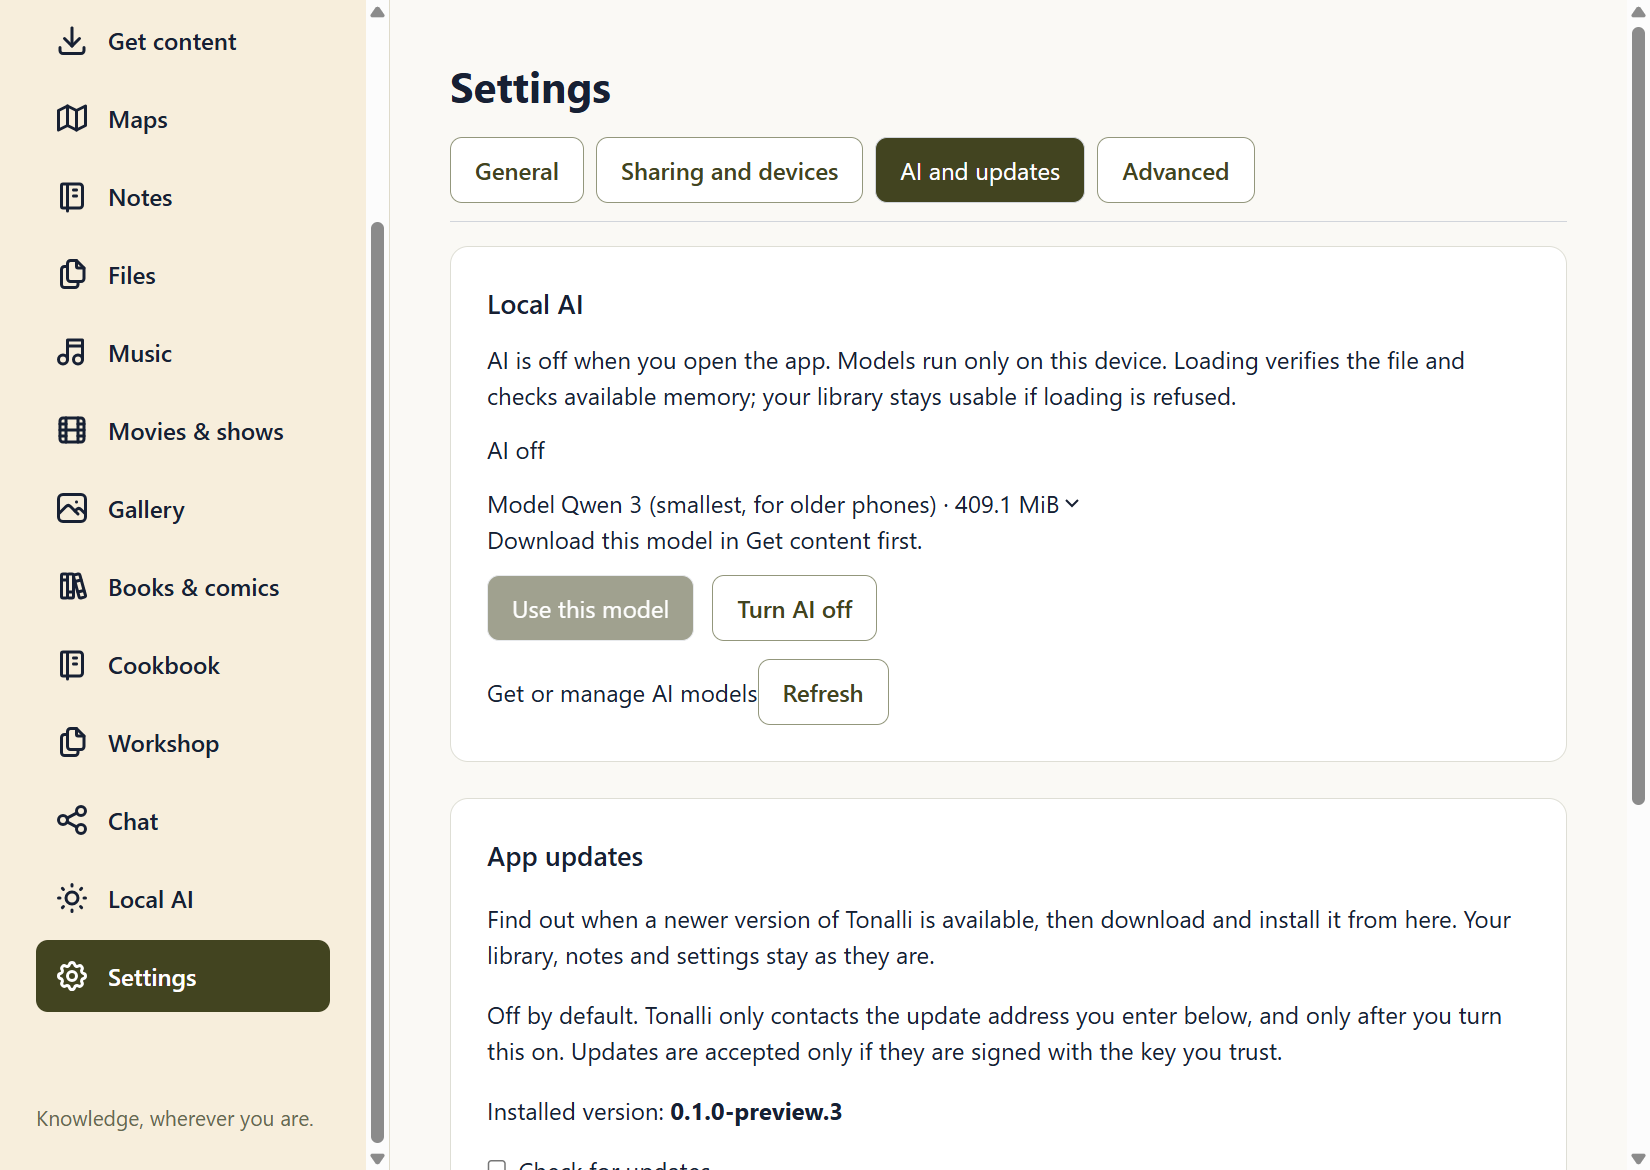 Get content
Maps
Notes
Files
Music
Movies & shows
Gallery
Books & comics
Cookbook
Workshop
Chat
Local AI
Settings
Knowledge, wherever you are.
Settings
General
Sharing and devices
AI and updates
Advanced
Local AI
AI is off when you open the app. Models run only on this device. Loading verifies the file and
checks available memory; your library stays usable if loading is refused.
AI off
Model Qwen 3 (smallest, for older phones) · 409.1 MiB
Download this model in Get content first.
Use this model
Turn AI off
Get or manage AI models
Refresh
App updates
Find out when a newer version of Tonalli is available, then download and install it from here. Your
library, notes and settings stay as they are.
Off by default. Tonalli only contacts the update address you enter below, and only after you turn
this on. Updates are accepted only if they are signed with the key you trust.
Installed version: 0.1.0-preview.3
Check for updates